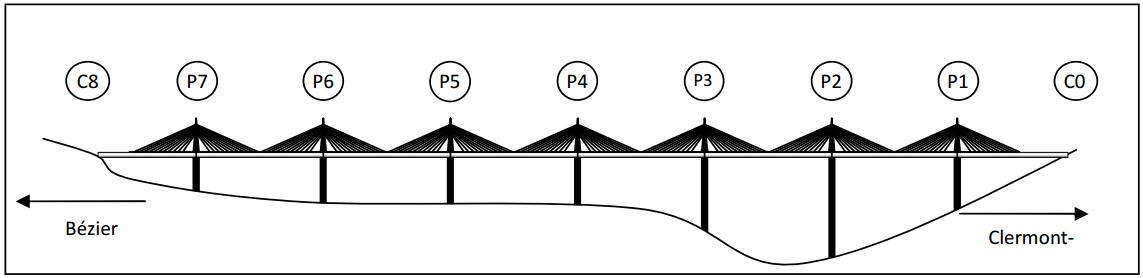 C8 P7 P6 P5 P4 P3 P2 P1 C0
Bézier
Clermont-